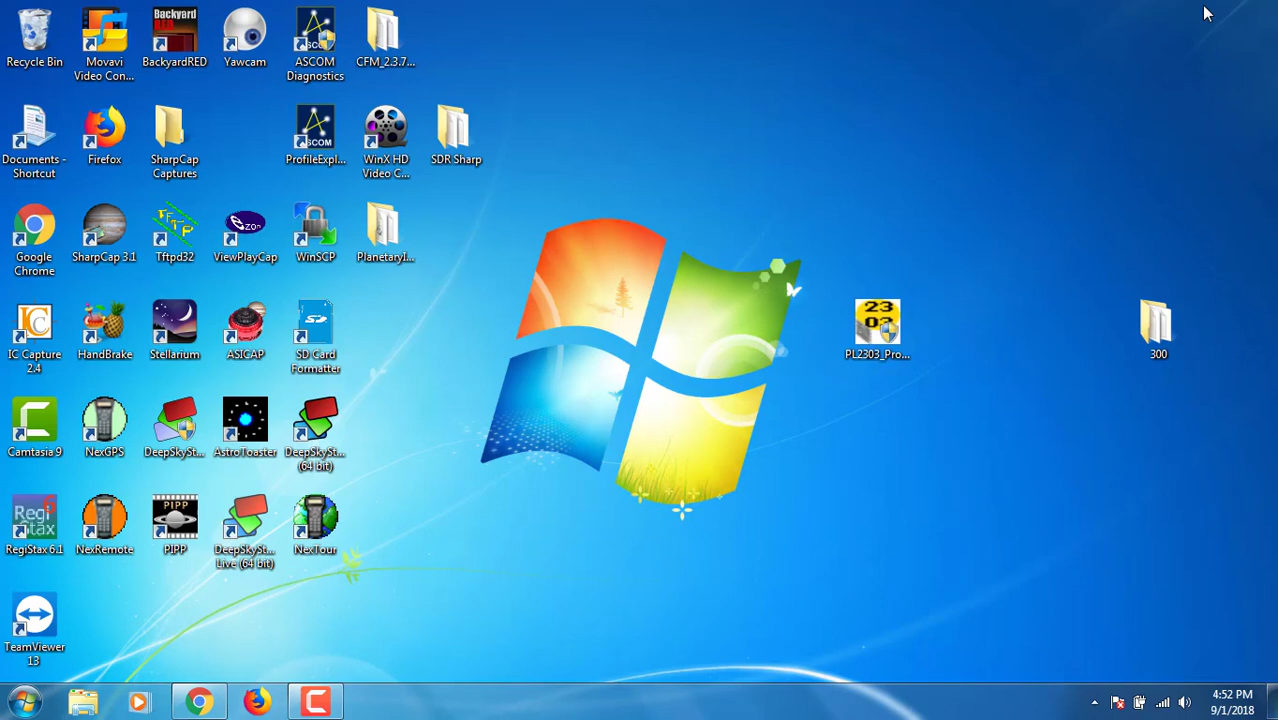 Recycle Bin
Movavi
Video Con...
Backyard
RED
BackyardRED
Yawcam
ASCOM
ASCOM
Diagnostics
CFM_2.3.7...
Documents -
Shortcut
Firefox
SharpCap
Captures
ASCOM
ProfileExpl...
WinX HD
Video C...
SDR Sharp
Google
Chrome
SharpCap 3.1
TFTP
Tftpd32
zon
ViewPlayCap
WinSCP
PlanetaryI...
IC
IC Capture
2.4
HandBrake
Stellarium
ASICAP
SD
SD Card
Formatter
23
PL2303_Pro...
300
Camtasia 9
NexGPS
DeepSkySt...
AstroToaster
DeepSkySt...
(64 bit)
Regi
Stax
6
RegiStax 6.1
NexRemote
PIPP
PIPP
DeepSkySt...
Live (64 bit)
NexTour
TeamViewer
13
4:52 PM
9/1/2018